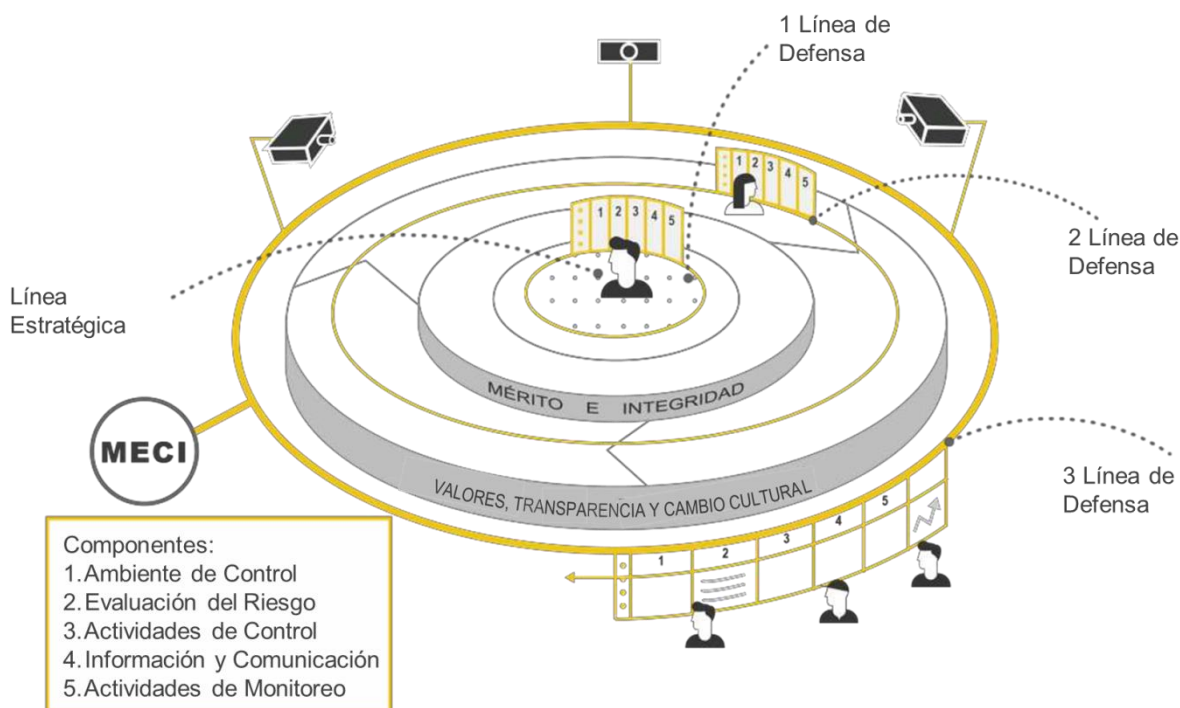 1 Línea de
Defensa
1 2 3 4 5
1 2 3 4 5
2 Línea de
Defensa
Línea
Estratégica
MÉRITO E INTEGRIDAD
MECI
VALORES, TRANSPARENCIA Y CAMBIO CULTURAL
3 Línea de
Defensa
1 2 3 4 5
Componentes:
1.Ambiente de Control
2.Evaluación del Riesgo
3.Actividades de Control
4.Información y Comunicación
5.Actividades de Monitoreo